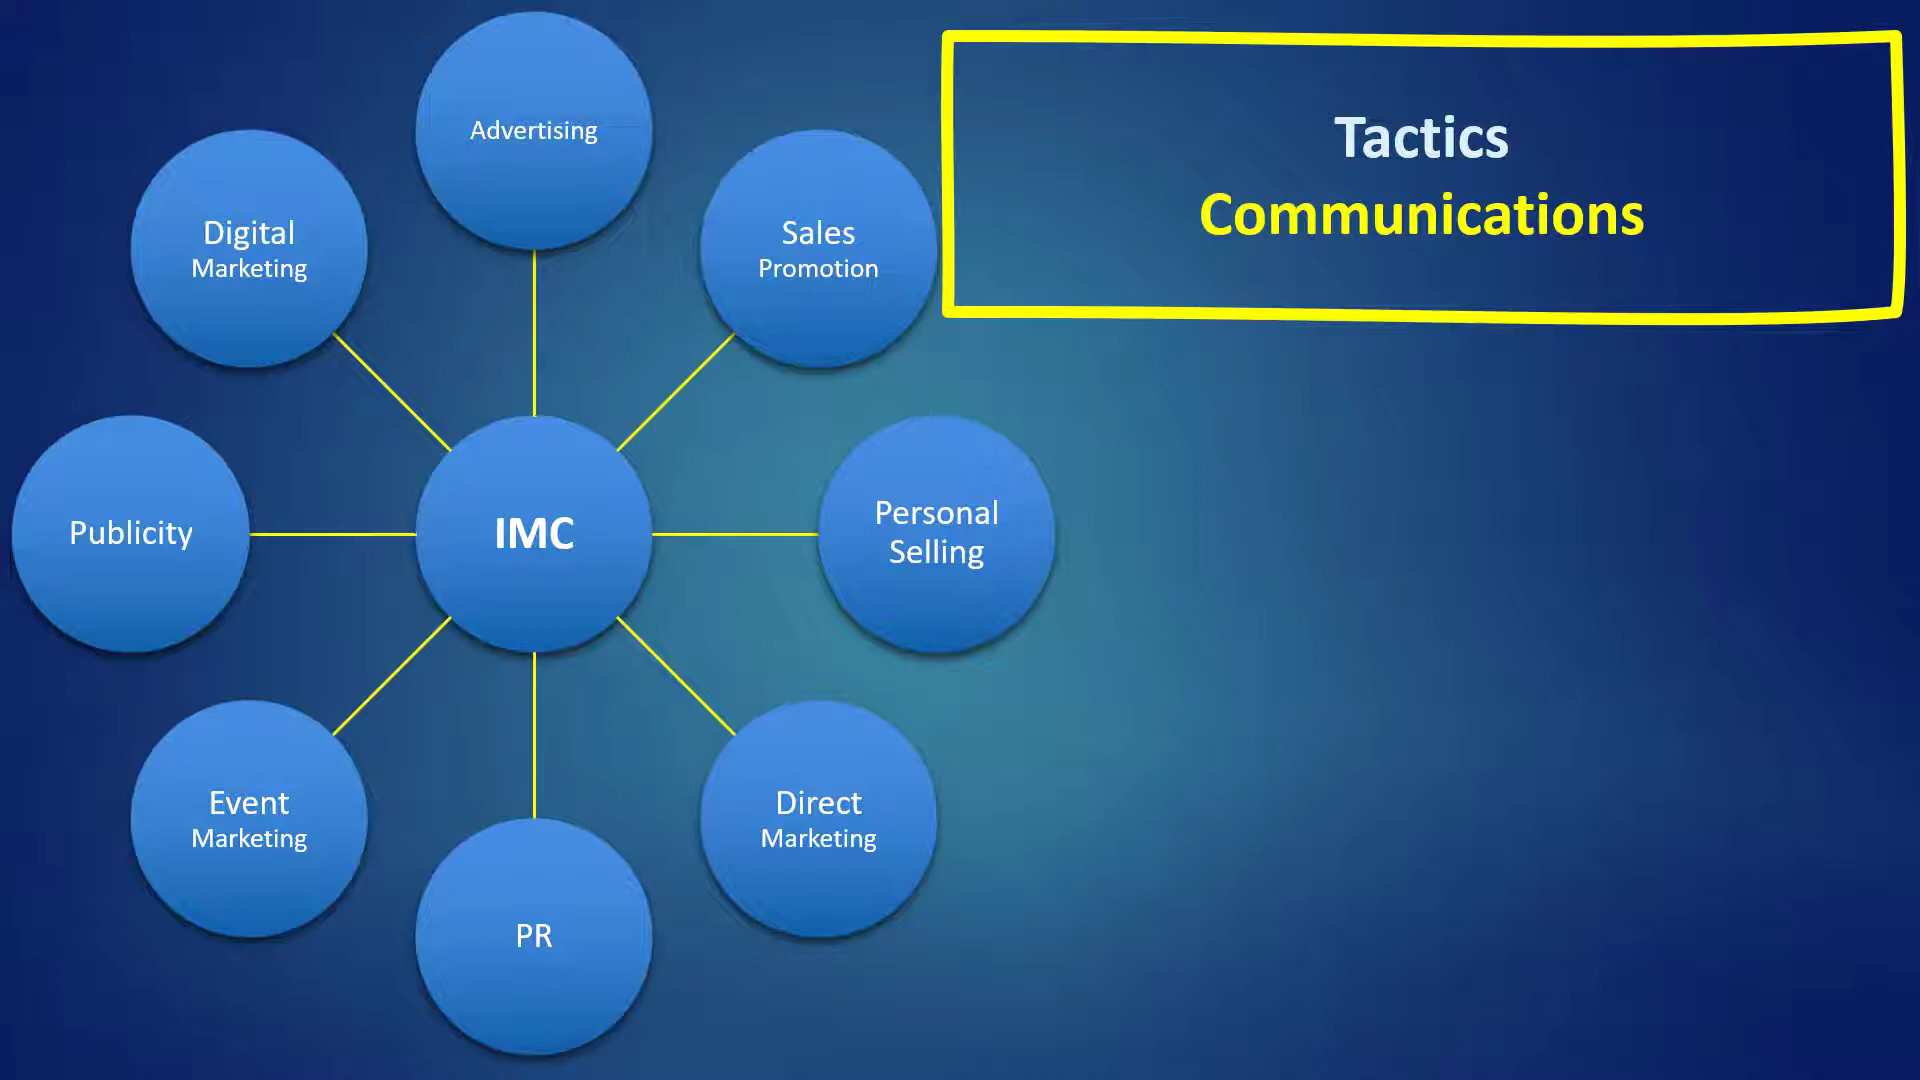 Tactics
Communications
Advertising
Digital
Marketing
Sales
Promotion
Publicity
IMC
Personal
Selling
Event
Marketing
Direct
Marketing
PR